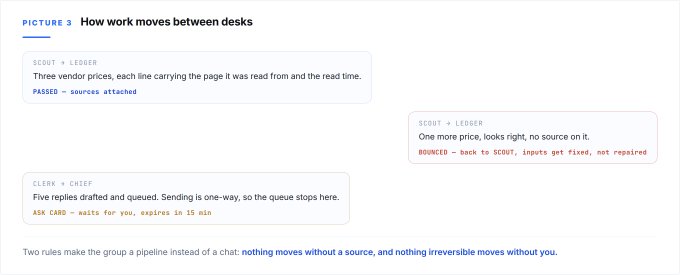 PICTURE 3 How work moves between desks
SCOUT → LEDGER
Three vendor prices, each line carrying the page it was read from and the read time.
PASSED — sources attached
SCOUT → LEDGER
One more price, looks right, no source on it.
BOUNCED — back to SCOUT, inputs get fixed, not repaired
CLERK → CHIEF
Five replies drafted and queued. Sending is one-way, so the queue stops here.
ASK CARD — waits for you, expires in 15 min
Two rules make the group a pipeline instead of a chat: nothing moves without a source, and nothing irreversible moves without you.